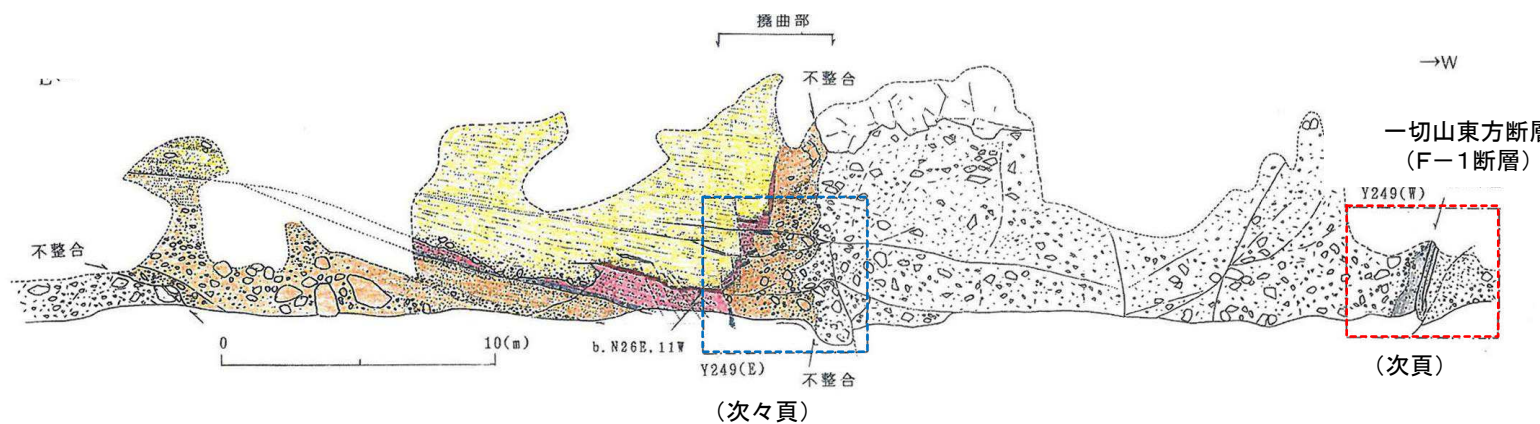 撓曲部
不整合
→W
一切山東方断層
(F-1断層)
Y249(W)
不整合
0 10(m)
b.N26E,11W
Y249(E)
不整合
(次頁)
(次々頁)